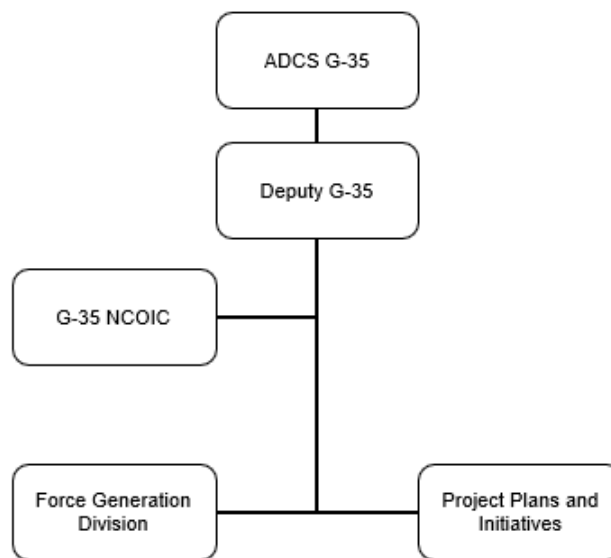 ADCS G-35
Deputy G-35
G-35 NCOIC
Force Generation
Division
Project Plans and
Initiatives